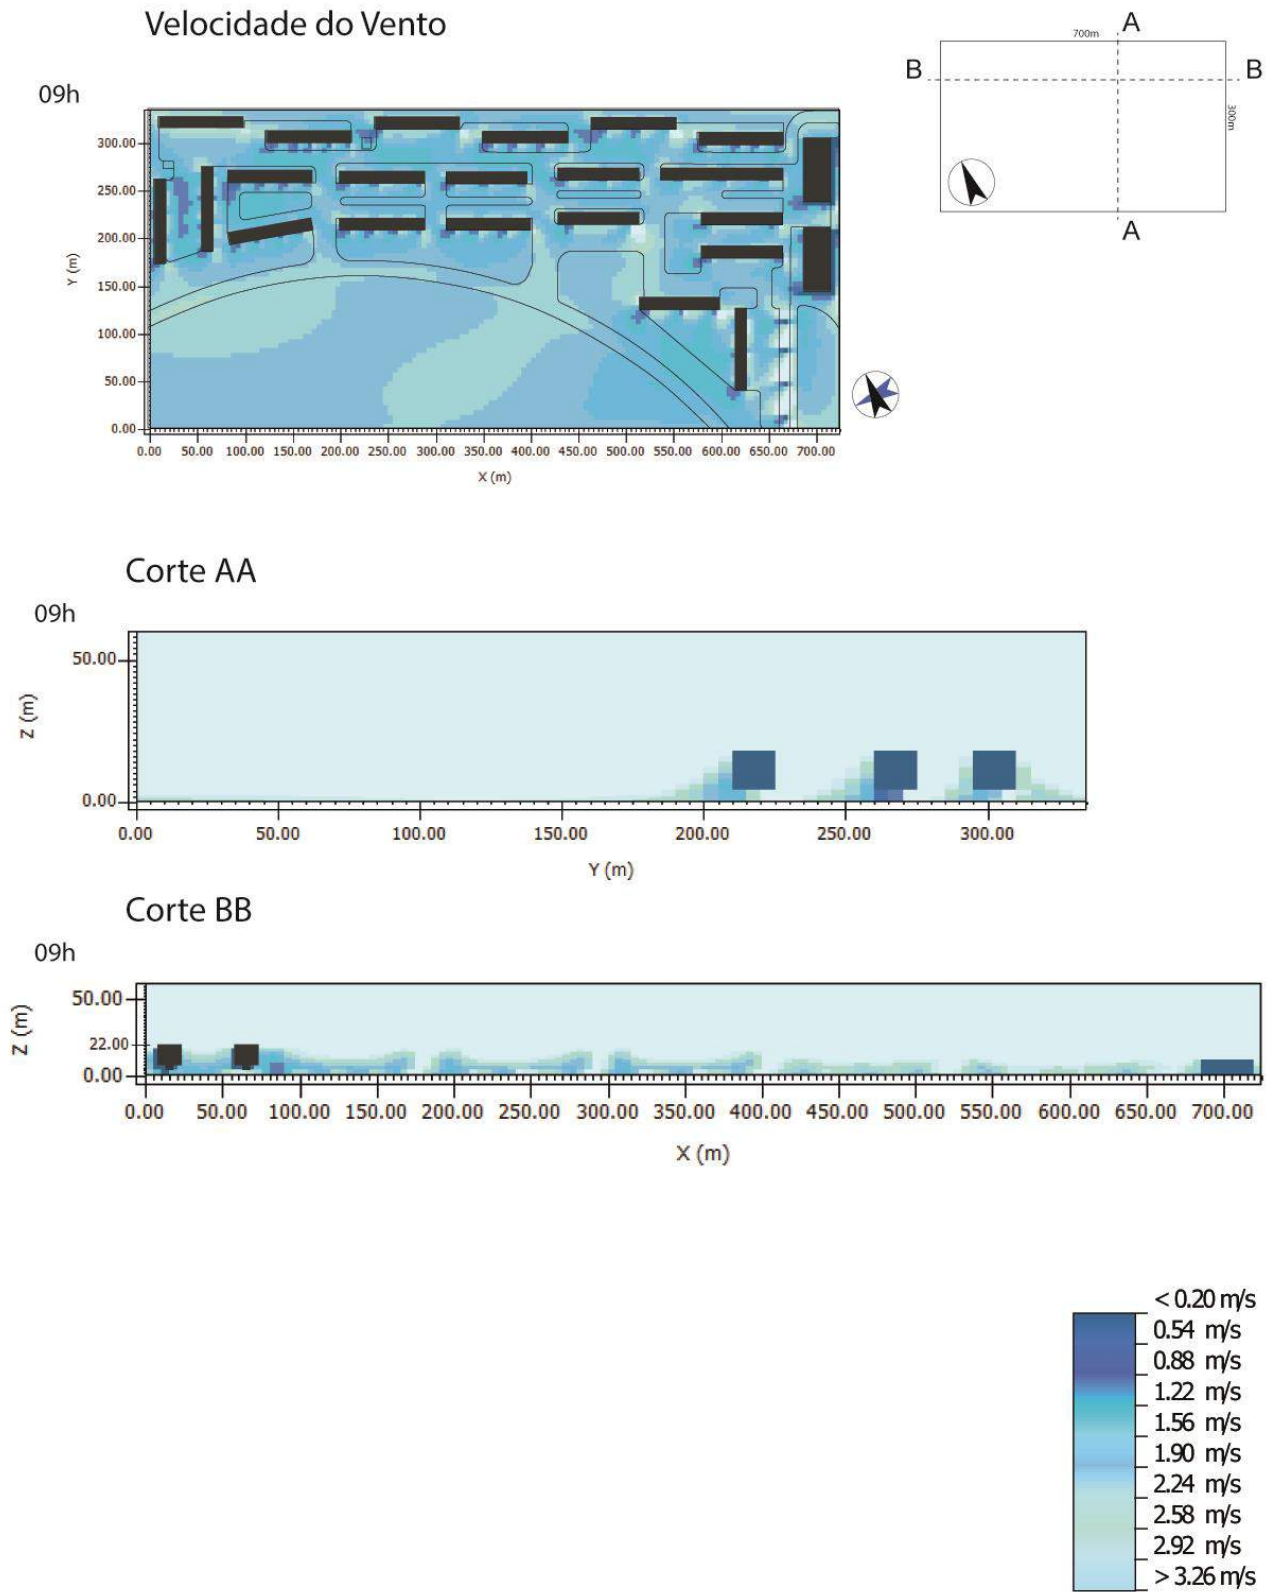 Velocidade do Vento
A
700m
B
B
300m
A
09h
300.00
250.00
200.00
150.00
100.00
50.00
0.00
Y (m)
0.00 50.00 100.00 150.00 200.00 250.00 300.00 350.00 400.00 450.00 500.00 550.00 600.00 650.00 700.00
X (m)
Corte AA
09h
50.00
0.00
Z (m)
0.00 50.00 100.00 150.00 200.00 250.00 300.00
Y (m)
Corte BB
09h
50.00
22.00
0.00
Z (m)
0.00 50.00 100.00 150.00 200.00 250.00 300.00 350.00 400.00 450.00 500.00 550.00 600.00 650.00 700.00
X (m)
< 0.20 m/s
0.54 m/s
0.88 m/s
1.22 m/s
1.56 m/s
1.90 m/s
2.24 m/s
2.58 m/s
2.92 m/s
> 3.26 m/s